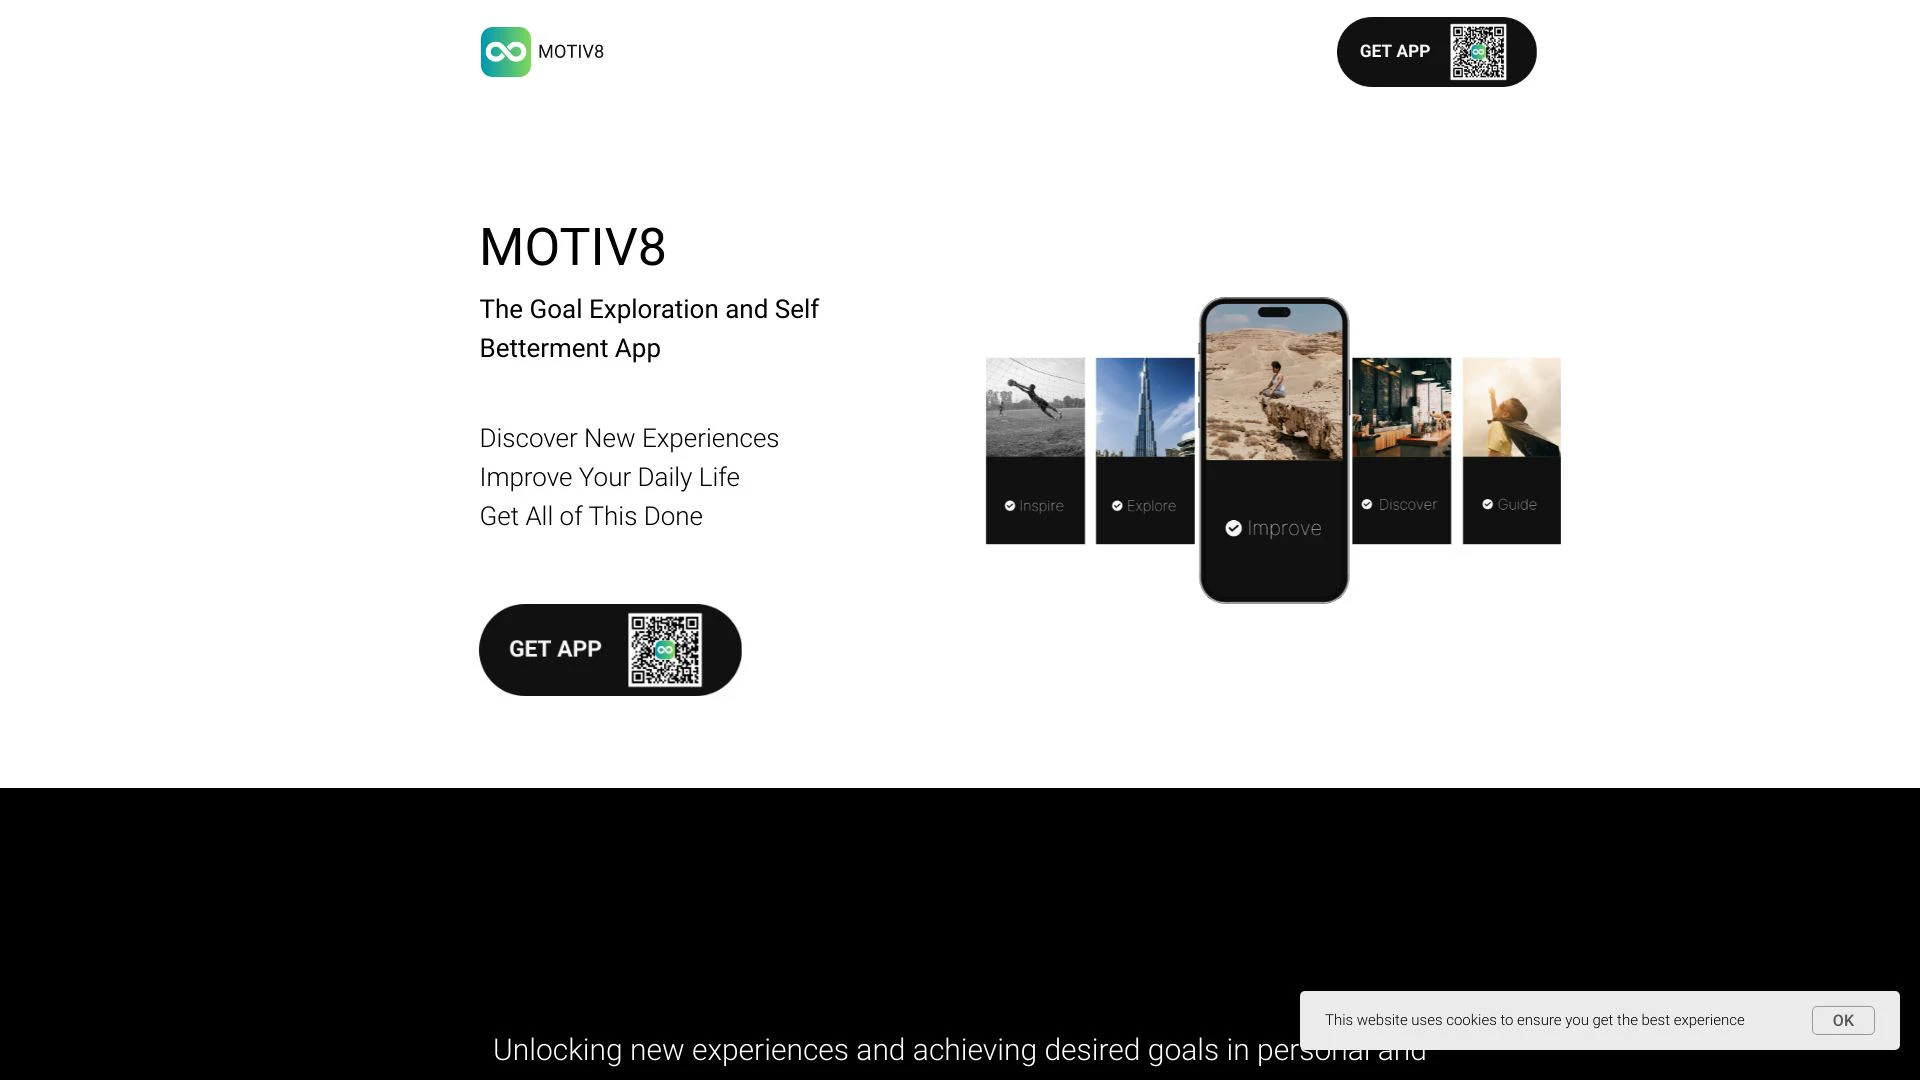 MOTIV8
GET APP
MOTIV8
The Goal Exploration and Self
Betterment App
Discover New Experiences
Improve Your Daily Life
Get All of This Done
GET APP
Inspire
Explore
Improve
Discover
Guide
This website uses cookies to ensure you get the best experience
OK
Unlocking new experiences and achieving desired goals in personal and